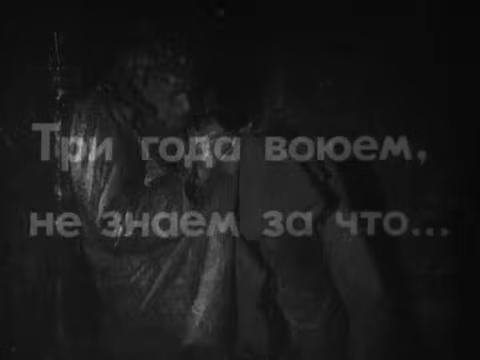 Три года воюем,
не знаем за что...